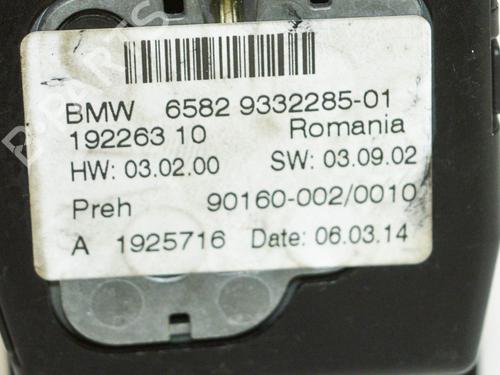 BMW 6582 9332285-01
192263 10 Romania
HW: 03.02.00 SW: 03.09.02
Preh 90160-002/0010
A 1925716 Date: 06.03.14